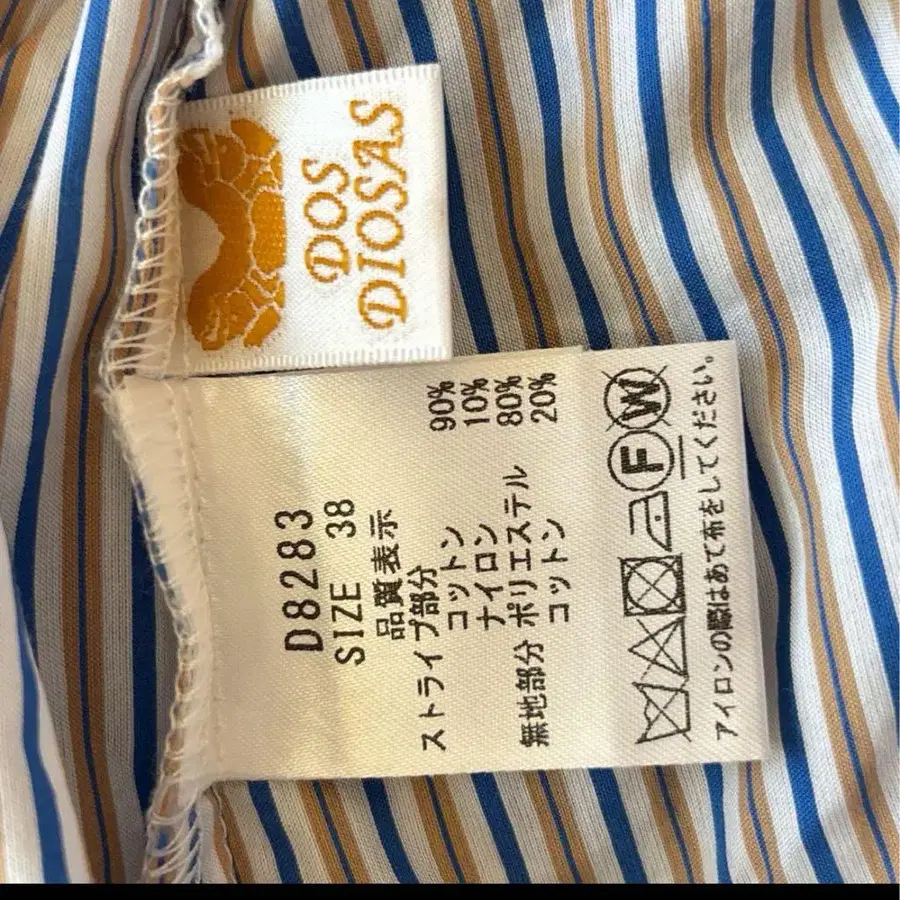 DOS
DIOSAS
D8283
SIZE 38
品質表示
ストライプ部分
コットン 90%
ナイロン 10%
無地部分 ポリエステル 80%
コットン 20%
F W
アイロンの際はあて布をしてください。